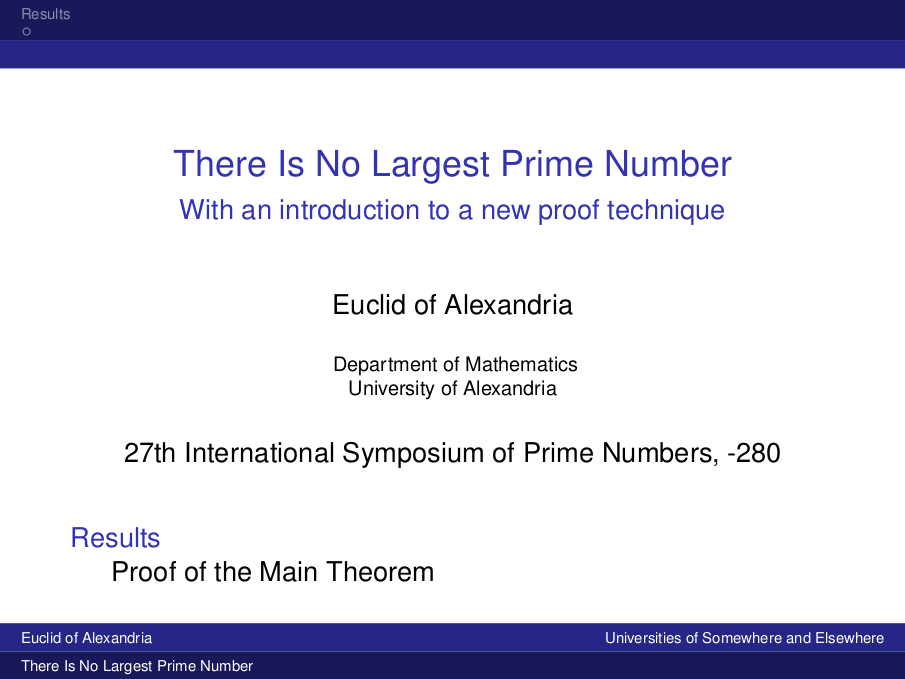 Results
There Is No Largest Prime Number
With an introduction to a new proof technique
Euclid of Alexandria
Department of Mathematics
University of Alexandria
27th International Symposium of Prime Numbers, -280
Results
Proof of the Main Theorem
Euclid of Alexandria
Universities of Somewhere and Elsewhere
There Is No Largest Prime Number